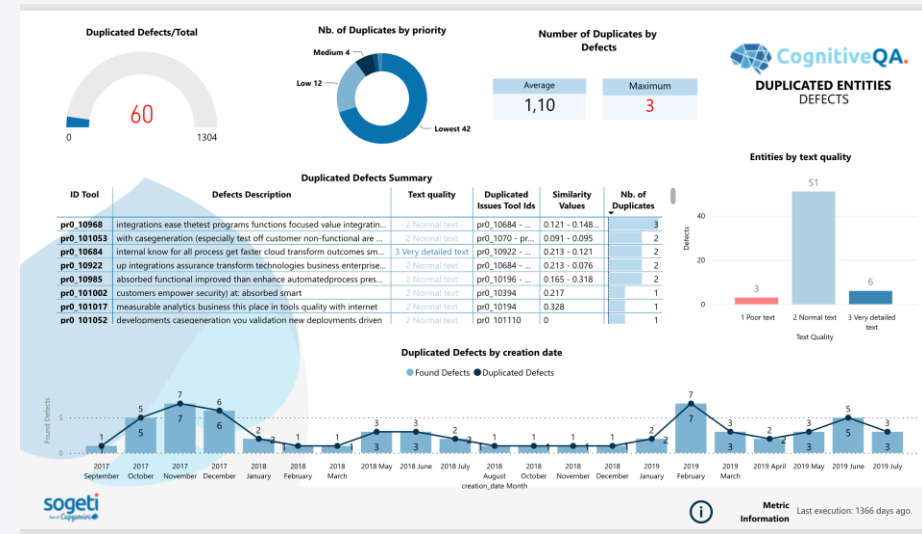 Duplicated Defects/Total
60
0
1304
Nb. of Duplicates by priority
Medium 4
Low 12
Lowest 42
Number of Duplicates by
Defects
Average
1,10
Maximum
3
CognitiveQA.
DUPLICATED ENTITIES
DEFECTS
Duplicated Defects Summary
ID Tool Defects Description Text quality Duplicated Issues Tool Ids Similarity Values Nb. of Duplicates
pr0_10968 integrations ease thetest programs functions focused value integratin... 2 Normal text pr0_10684 - ... 0.121 - 0.148... 3
pr0_101053 with casegeneration (especially test off customer non-functional are ... 2 Normal text pr0_1070 - pr... 0.091 - 0.095 2
pr0_10684 internal know for all process get faster cloud transform outcomes sm... 3 Very detailed text pr0_10922 - ... 0.213 - 0.121 2
pr0_10922 up integrations assurance transform technologies business enterprise... 2 Normal text pr0_10684 - ... 0.213 - 0.076 2
pr0_10985 absorbed functional improved than enhance automatedprocess pres... 2 Normal text pr0_10196 - ... 0.165 - 0.318 2
pr0_101002 customers empower security) at: absorbed smart 2 Normal text pr0_10394 0.217 1
pr0_101017 measurable analytics business this place in tools quality with internet 2 Normal text pr0_10194 0.328 1
pr0_101052 developments casegeneration you validation new deployments driven 2 Normal text pr0_101110 0 1
Entities by text quality
Defects
40
20
0
3
51
6
1 Poor text
2 Normal text
3 Very detailed
text
Text Quality
Duplicated Defects by creation date
Found Defects Duplicated Defects
Found Defects
5
0
1 5 7 6 2 1 1 3 3 2 1 1 1 1 2 7 3 2 3 5 3
1 5 7 6 2 1 1 3 3 2 1 1 1 1 2 7 3 2 3 5 3
2017 September
2017 October
2017 November
2017 December
2018 January
2018 February
2018 March
2018 May
2018 June
2018 July
2018 August
2018 October
2018 November
2018 December
2019 January
2019 February
2019 March
2019 April
2019 May
2019 June
2019 July
creation_date Month
sogeti
Part of Capgemini
i
Metric
Information
Last execution: 1366 days ago.